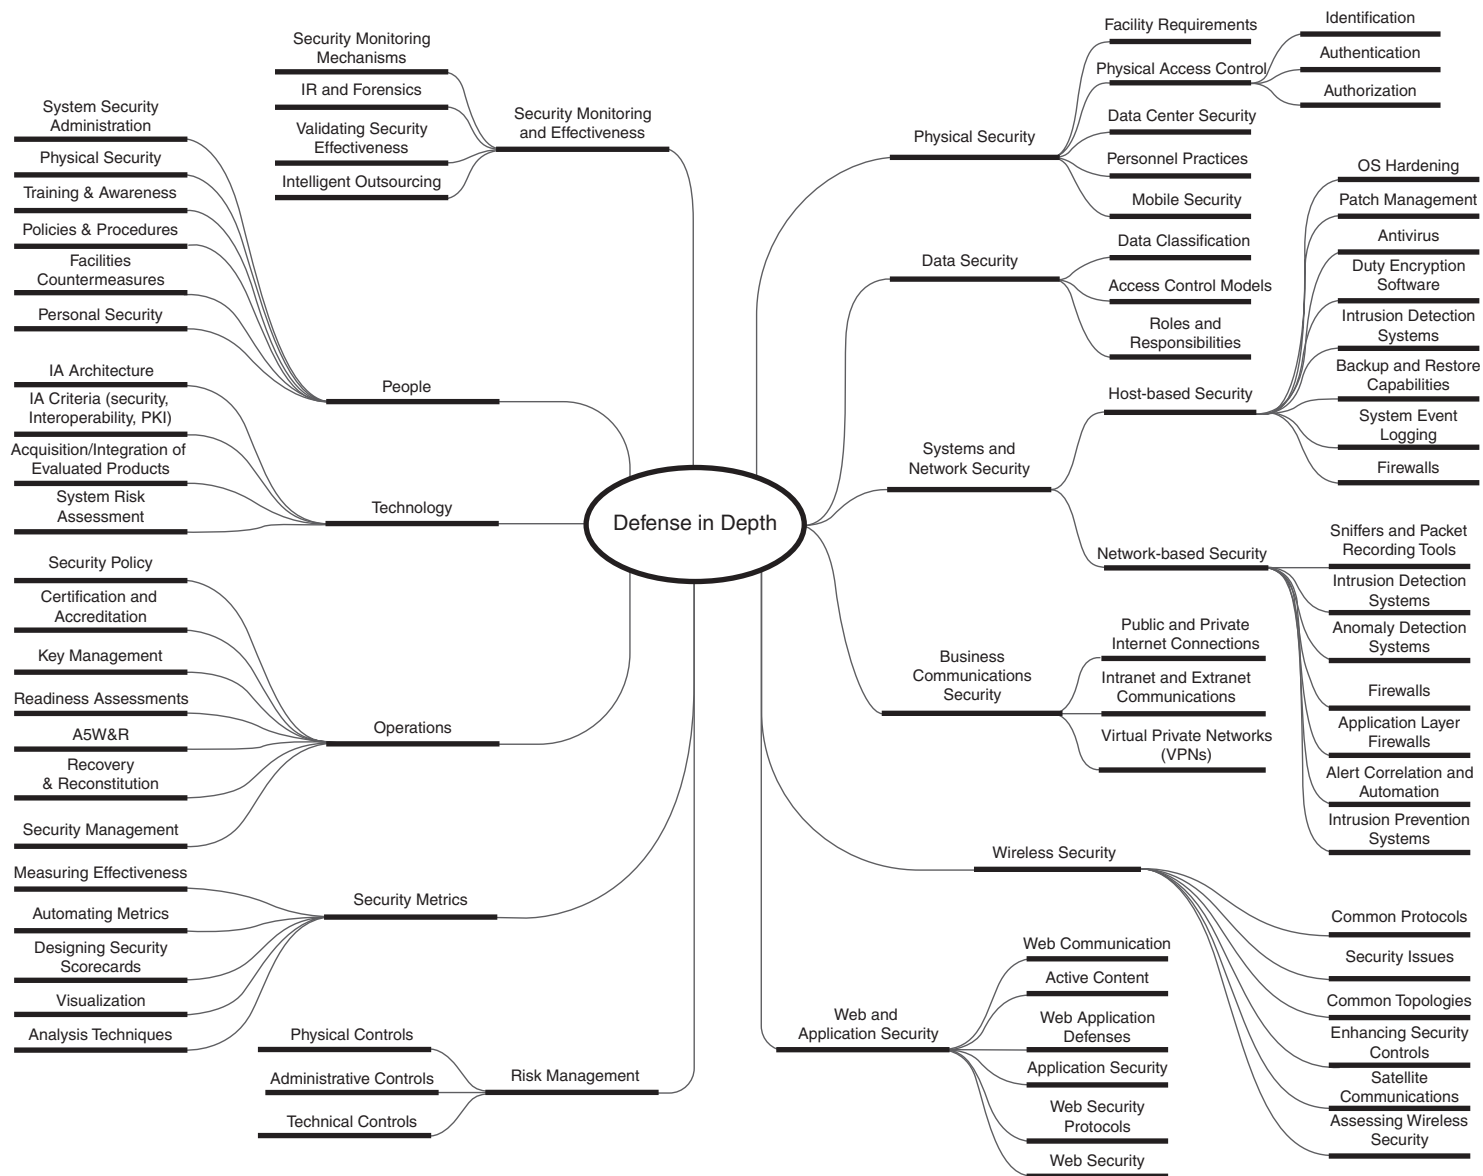 Defense in Depth
Security Monitoring
and Effectiveness
Security Monitoring
Mechanisms
IR and Forensics
Validating Security
Effectiveness
Intelligent Outsourcing
People
System Security
Administration
Physical Security
Training & Awareness
Policies & Procedures
Facilities
Countermeasures
Personal Security
Technology
IA Architecture
IA Criteria (security,
Interoperability, PKI)
Acquisition/Integration of
Evaluated Products
System Risk
Assessment
Operations
Security Policy
Certification and
Accreditation
Key Management
Readiness Assessments
A5W&R
Recovery
& Reconstitution
Security Management
Security Metrics
Measuring Effectiveness
Automating Metrics
Designing Security
Scorecards
Visualization
Analysis Techniques
Risk Management
Physical Controls
Administrative Controls
Technical Controls
Physical Security
Facility Requirements
Physical Access Control
Identification
Authentication
Authorization
Data Center Security
Personnel Practices
Mobile Security
Data Security
Data Classification
Access Control Models
Roles and
Responsibilities
Systems and
Network Security
Host-based Security
OS Hardening
Patch Management
Antivirus
Duty Encryption
Software
Intrusion Detection
Systems
Backup and Restore
Capabilities
System Event
Logging
Firewalls
Network-based Security
Sniffers and Packet
Recording Tools
Intrusion Detection
Systems
Anomaly Detection
Systems
Firewalls
Application Layer
Firewalls
Alert Correlation and
Automation
Intrusion Prevention
Systems
Business
Communications
Security
Public and Private
Internet Connections
Intranet and Extranet
Communications
Virtual Private Networks
(VPNs)
Wireless Security
Common Protocols
Security Issues
Common Topologies
Enhancing Security
Controls
Satellite
Communications
Assessing Wireless
Security
Web and
Application Security
Web Communication
Active Content
Web Application
Defenses
Application Security
Web Security
Protocols
Web Security